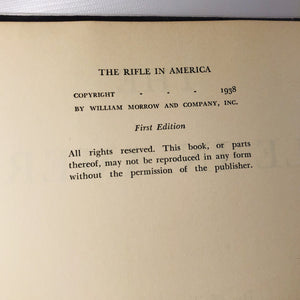 THE RIFLE IN AMERICA
COPYRIGHT - - - 1938
BY WILLIAM MORROW AND COMPANY, INC.
First Edition
All rights reserved. This book, or parts
thereof, may not be reproduced in any form
without the permission of the publisher.